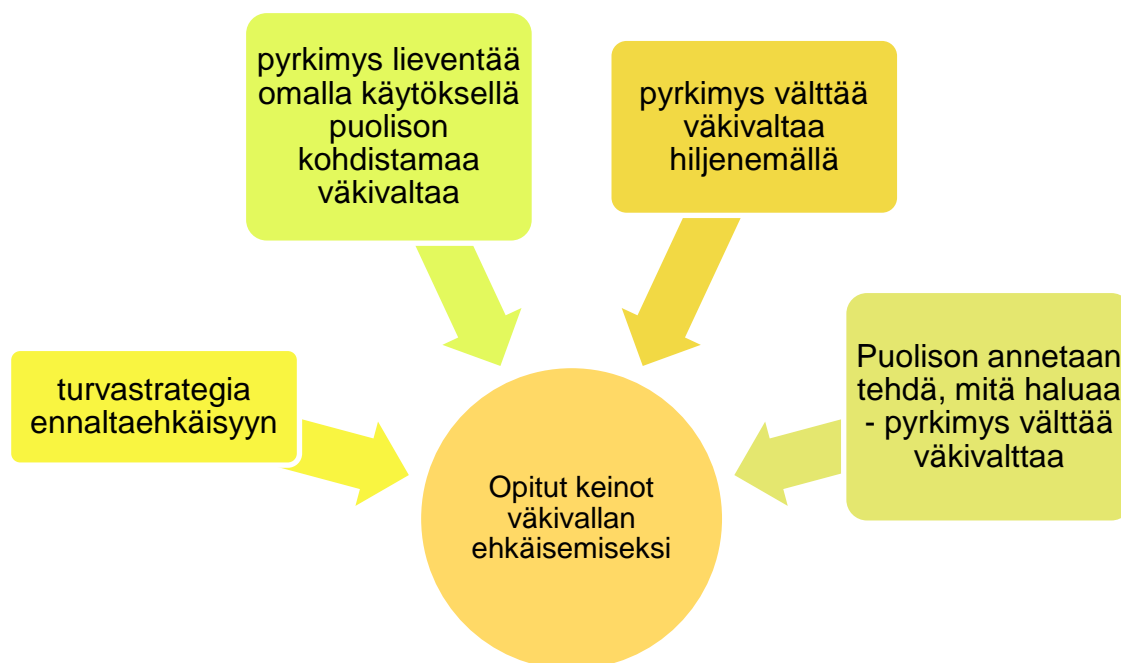 pyrkimys lieventää
omalla käytöksellä
puolison
kohdistamaa
väkivaltaa
pyrkimys välttää
väkivaltaa
hiljenemällä
turvastrategia
ennaltaehkäisyyn
Puolison annetaan
tehdä, mitä haluaa
- pyrkimys välttää
väkivalttaa
Opitut keinot
väkivallan
ehkäisemiseksi